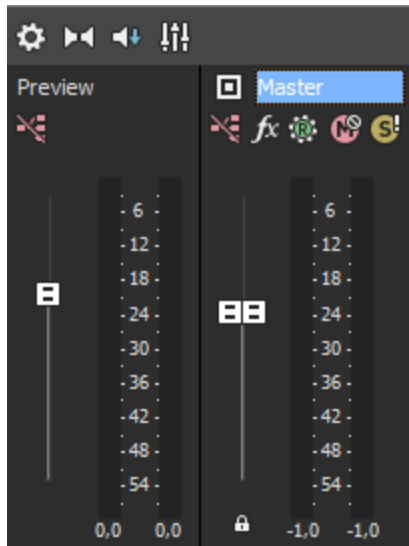 Preview
Master
fx R M S!
- 6 - - 6 -
- 12 - - 12 -
- 18 - - 18 -
- 24 - - 24 -
- 30 - - 30 -
- 36 - - 36 -
- 42 - - 42 -
- 48 - - 48 -
- 54 - - 54 -
0,0 0,0 -1,0 -1,0